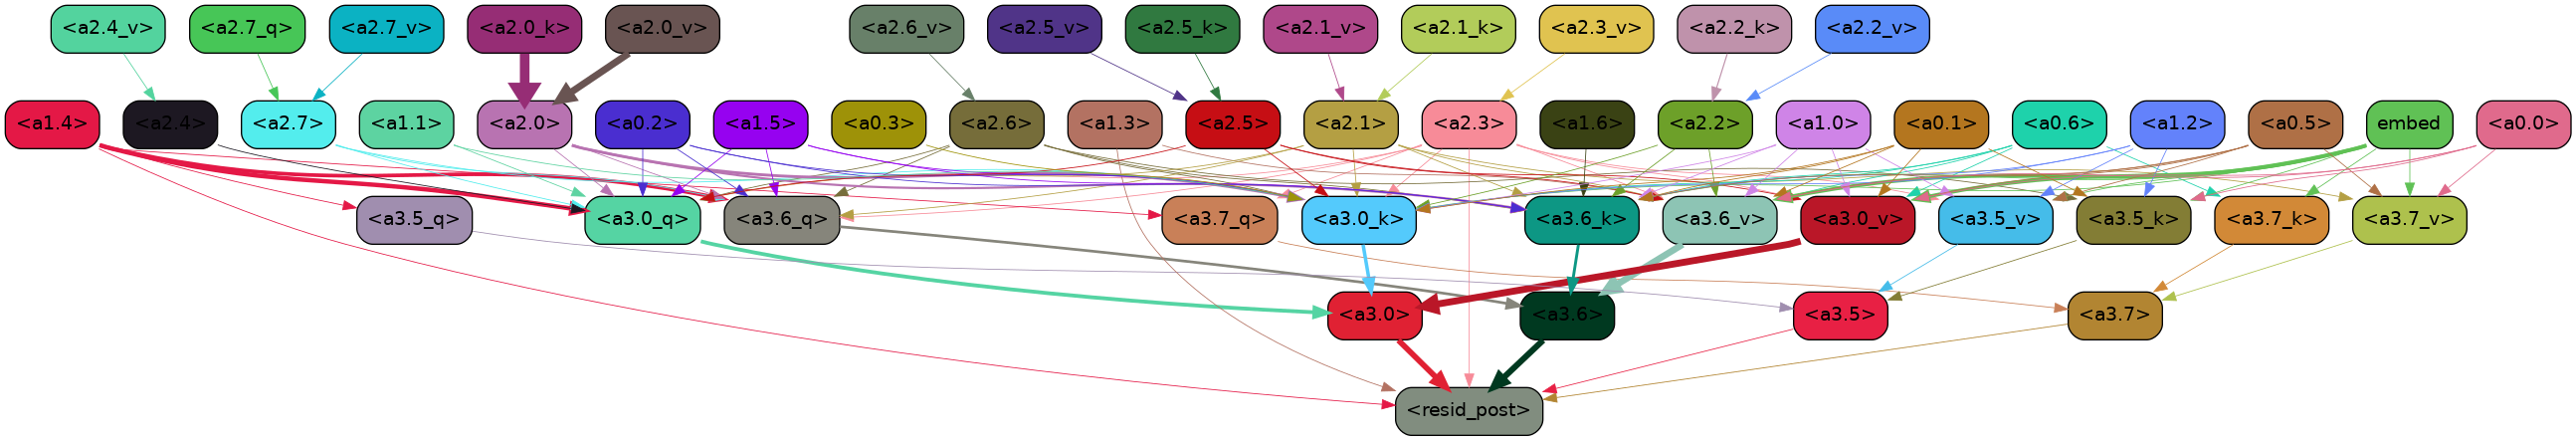 <a2.4_v> <a2.7_q> <a2.7_v> <a2.0_k> <a2.0_v> <a2.6_v> <a2.5_v> <a2.5_k> <a2.1_v> <a2.1_k> <a2.3_v> <a2.2_k> <a2.2_v>
<a1.4> <a2.4> <a2.7> <a1.1> <a2.0> <a0.2> <a1.5> <a0.3> <a2.6> <a1.3> <a2.5> <a2.1> <a2.3> <a1.6> <a2.2> <a1.0> <a0.1> <a0.6> <a1.2> <a0.5> embed <a0.0>
<a3.5_q> <a3.0_q> <a3.6_q> <a3.7_q> <a3.0_k> <a3.6_k> <a3.6_v> <a3.0_v> <a3.5_v> <a3.5_k> <a3.7_k> <a3.7_v>
<a3.0> <a3.6> <a3.5> <a3.7>
<resid_post>